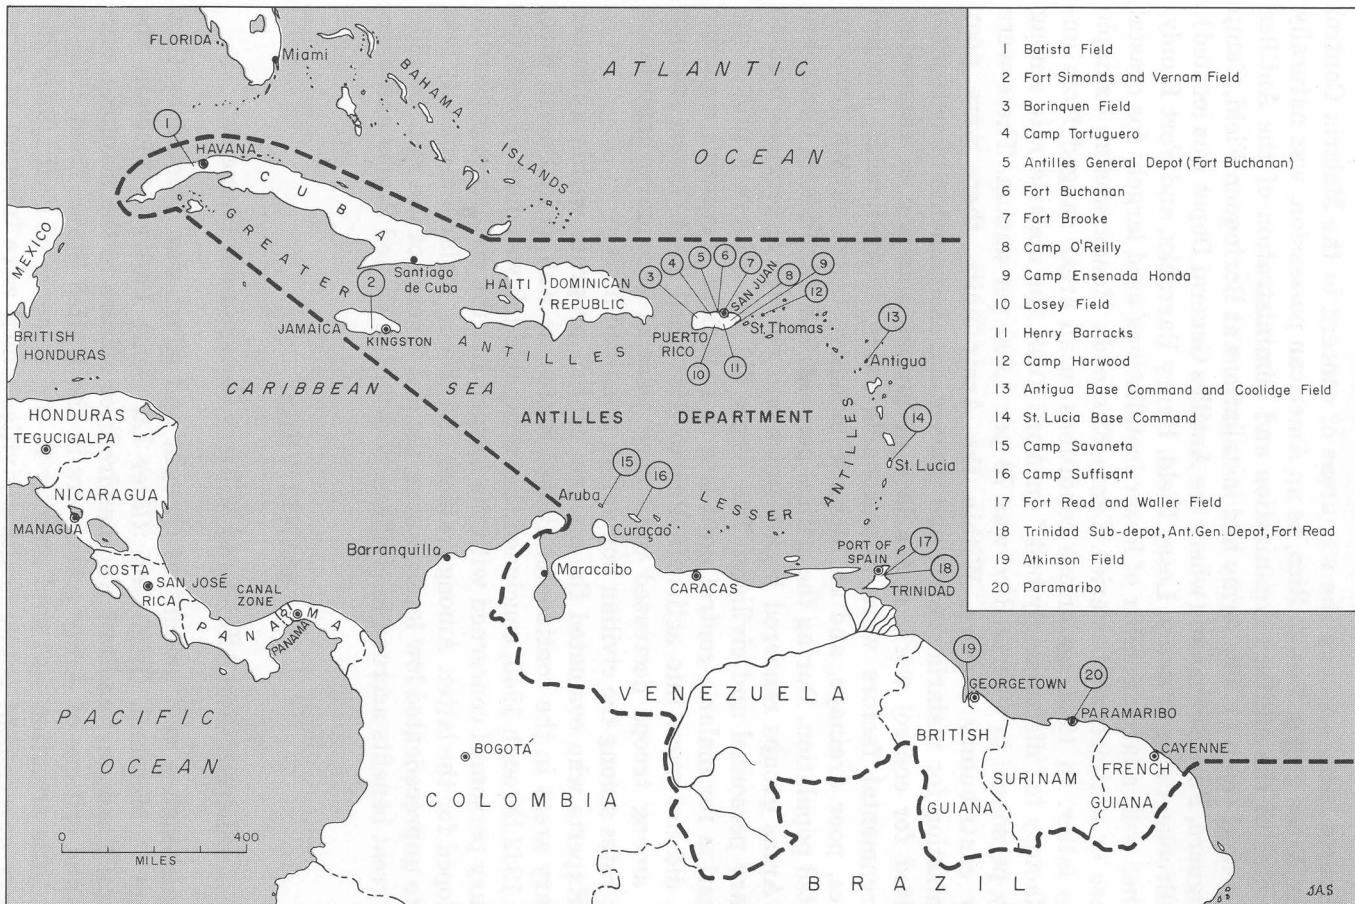 FLORIDA
Miami
BAHAMA
ISLANDS
ATLANTIC
OCEAN
1
HAVANA
CUBA
GREATER
Santiago
de Cuba
MEXICO
BRITISH
HONDURAS
2
JAMAICA
KINGSTON
ANTILLES
HAITI
DOMINICAN
REPUBLIC
3
4
5
6
7
8
9
SAN JUAN
12
PUERTO
RICO
St. Thomas
10
11
13
Antigua
CARIBBEAN SEA
ANTILLES DEPARTMENT
14
St. Lucia
LESSER
ANTILLES
HONDURAS
TEGUCIGALPA
NICARAGUA
MANAGUA
COSTA
RICA
SAN JOSÉ
CANAL
ZONE
PANAMA
PANAMA
15
Aruba
16
Curaçao
Barranquilla
Maracaibo
CARACAS
PORT OF
SPAIN
17
18
TRINIDAD
19
GEORGETOWN
20
PARAMARIBO
CAYENNE
VENEZUELA
BRITISH
GUIANA
SURINAM
FRENCH
GUIANA
PACIFIC
OCEAN
BOGOTÁ
COLOMBIA
BRAZIL
0 400
MILES
J.A.S
1 Batista Field
2 Fort Simonds and Vernam Field
3 Borinquen Field
4 Camp Tortuguero
5 Antilles General Depot (Fort Buchanan)
6 Fort Buchanan
7 Fort Brooke
8 Camp O'Reilly
9 Camp Ensenada Honda
10 Losey Field
11 Henry Barracks
12 Camp Harwood
13 Antigua Base Command and Coolidge Field
14 St. Lucia Base Command
15 Camp Savaneta
16 Camp Suffisant
17 Fort Read and Waller Field
18 Trinidad Sub-depot, Ant. Gen. Depot, Fort Read
19 Atkinson Field
20 Paramaribo